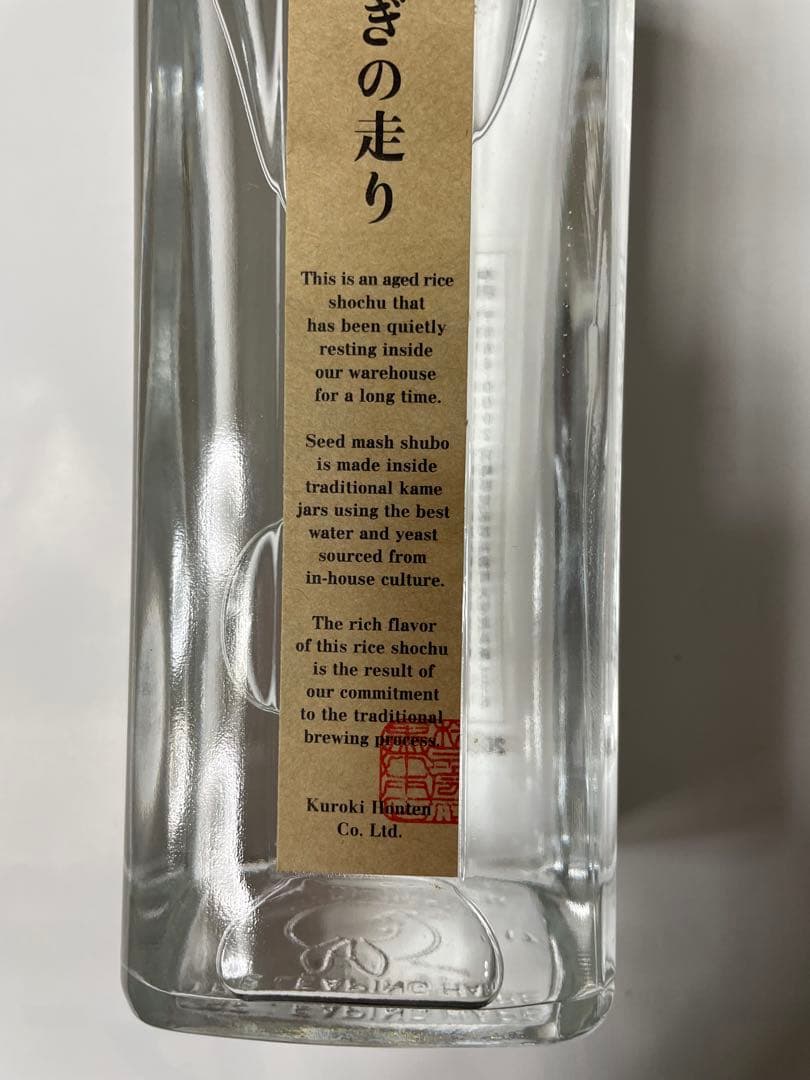 ぎの走り
This is an aged rice
shochu that
has been quietly
resting inside
our warehouse
for a long time.
Seed mash shubo
is made inside
traditional kame
jars using the best
water and yeast
sourced from
in-house culture.
The rich flavor
of this rice shochu
is the result of
our commitment
to the traditional
brewing process.
Kuroki Honten
Co. Ltd.